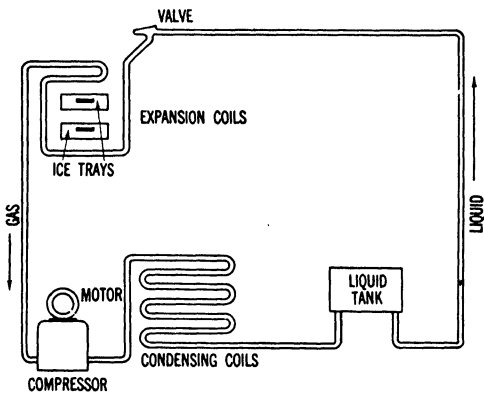 VALVE
EXPANSION COILS
ICE TRAYS
GAS
LIQUID
MOTOR
LIQUID
TANK
CONDENSING COILS
COMPRESSOR